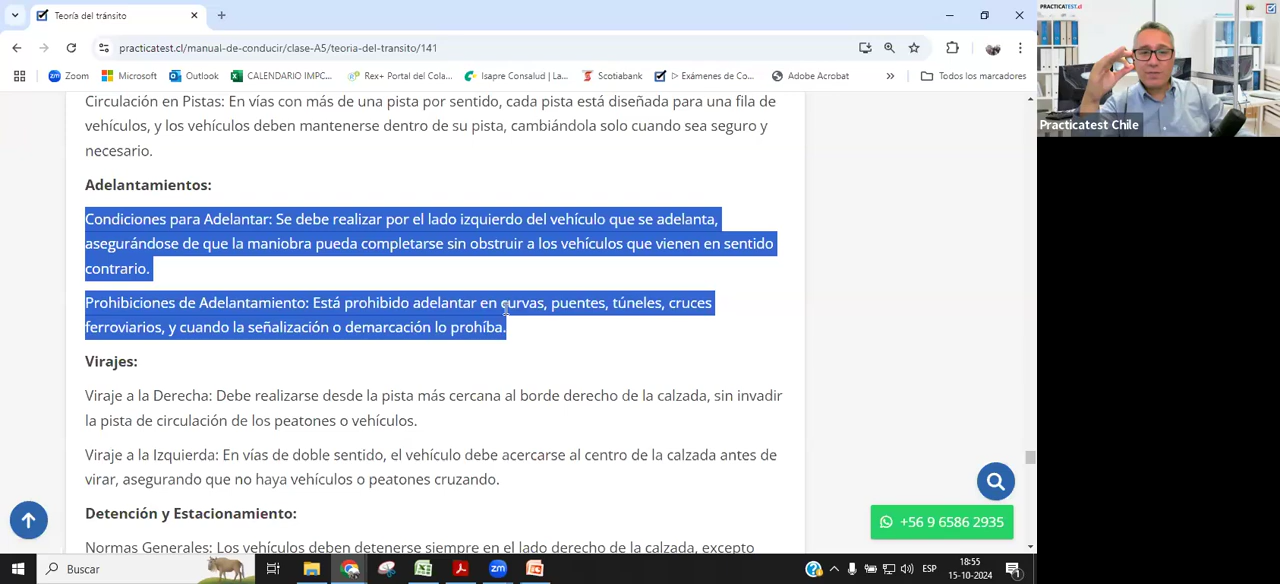 Teoría del tránsito
practicatest.cl/manual-de-conducir/clase-A5/teoria-del-transito/141
Zoom
Microsoft
Outlook
CALENDARIO IMPC...
Rex+ Portal del Cola...
Isapre Consalud | La...
Scotiabank
▷ Exámenes de Co...
Adobe Acrobat
»
Todos los marcadores
Circulación en Pistas: En vías con más de una pista por sentido, cada pista está diseñada para una fila de
vehículos, y los vehículos deben mantenerse dentro de su pista, cambiándola solo cuando sea seguro y
necesario.
Adelantamientos:
Condiciones para Adelantar: Se debe realizar por el lado izquierdo del vehículo que se adelanta,
asegurándose de que la maniobra pueda completarse sin obstruir a los vehículos que vienen en sentido
contrario.
Prohibiciones de Adelantamiento: Está prohibido adelantar en curvas, puentes, túneles, cruces
ferroviarios, y cuando la señalización o demarcación lo prohíba.
Virajes:
Viraje a la Derecha: Debe realizarse desde la pista más cercana al borde derecho de la calzada, sin invadir
la pista de circulación de los peatones o vehículos.
Viraje a la Izquierda: En vías de doble sentido, el vehículo debe acercarse al centro de la calzada antes de
virar, asegurando que no haya vehículos o peatones cruzando.
Detención y Estacionamiento:
Normas Generales: Los vehículos deben detenerse siempre en el lado derecho de la calzada, excepto
+56 9 6586 2935
PRACTICATEST.cl
Practicatest Chile
Buscar
ESP
18:55
15-10-2024
1